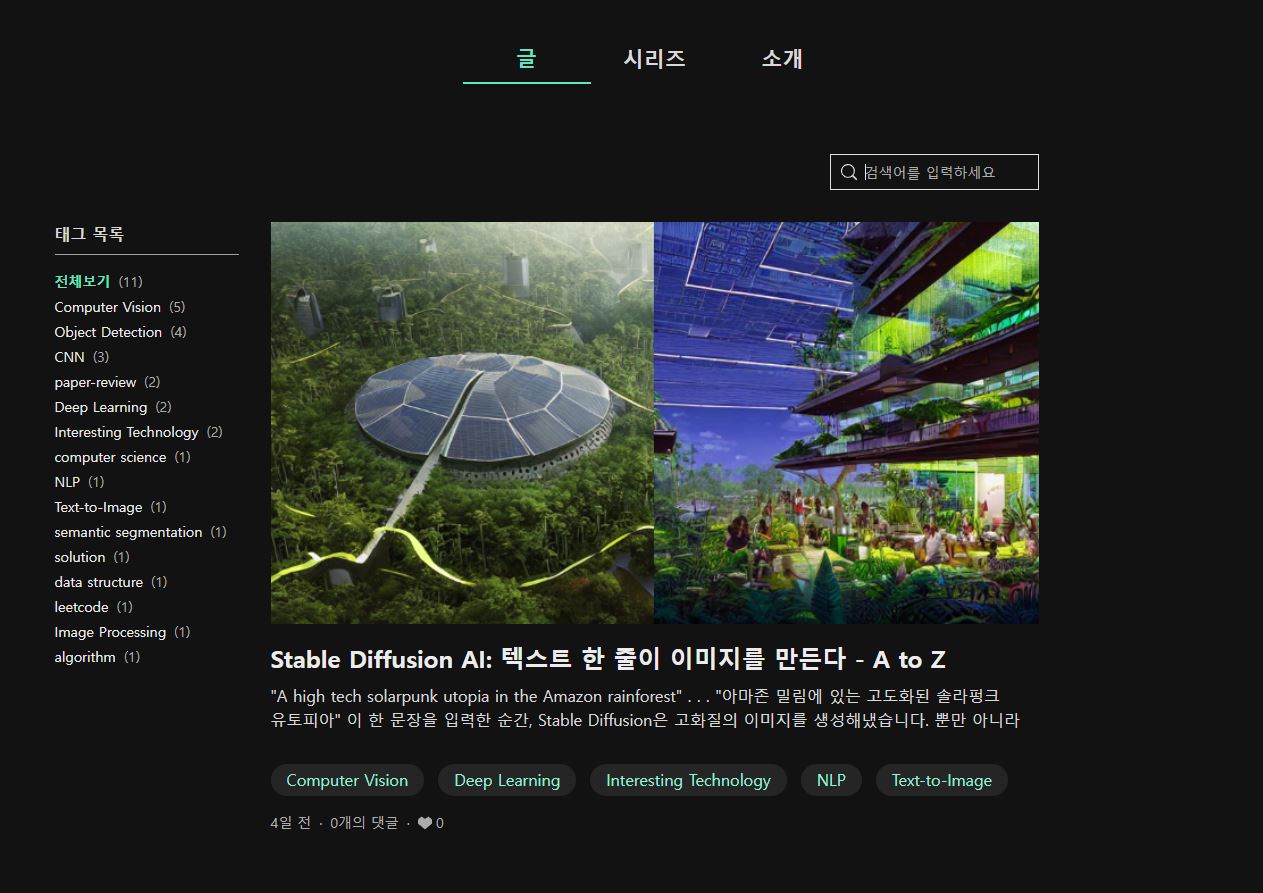 글 시리즈 소개
검색어를 입력하세요
태그 목록
전체보기 (11)
Computer Vision (5)
Object Detection (4)
CNN (3)
paper-review (2)
Deep Learning (2)
Interesting Technology (2)
computer science (1)
NLP (1)
Text-to-Image (1)
semantic segmentation (1)
solution (1)
data structure (1)
leetcode (1)
Image Processing (1)
algorithm (1)
Stable Diffusion AI: 텍스트 한 줄이 이미지를 만든다 - A to Z
"A high tech solarpunk utopia in the Amazon rainforest" . . . "아마존 밀림에 있는 고도화된 솔라펑크
유토피아" 이 한 문장을 입력한 순간, Stable Diffusion은 고화질의 이미지를 생성해냈습니다. 뿐만 아니라
Computer Vision Deep Learning Interesting Technology NLP Text-to-Image
4일 전 · 0개의 댓글 · ♥ 0